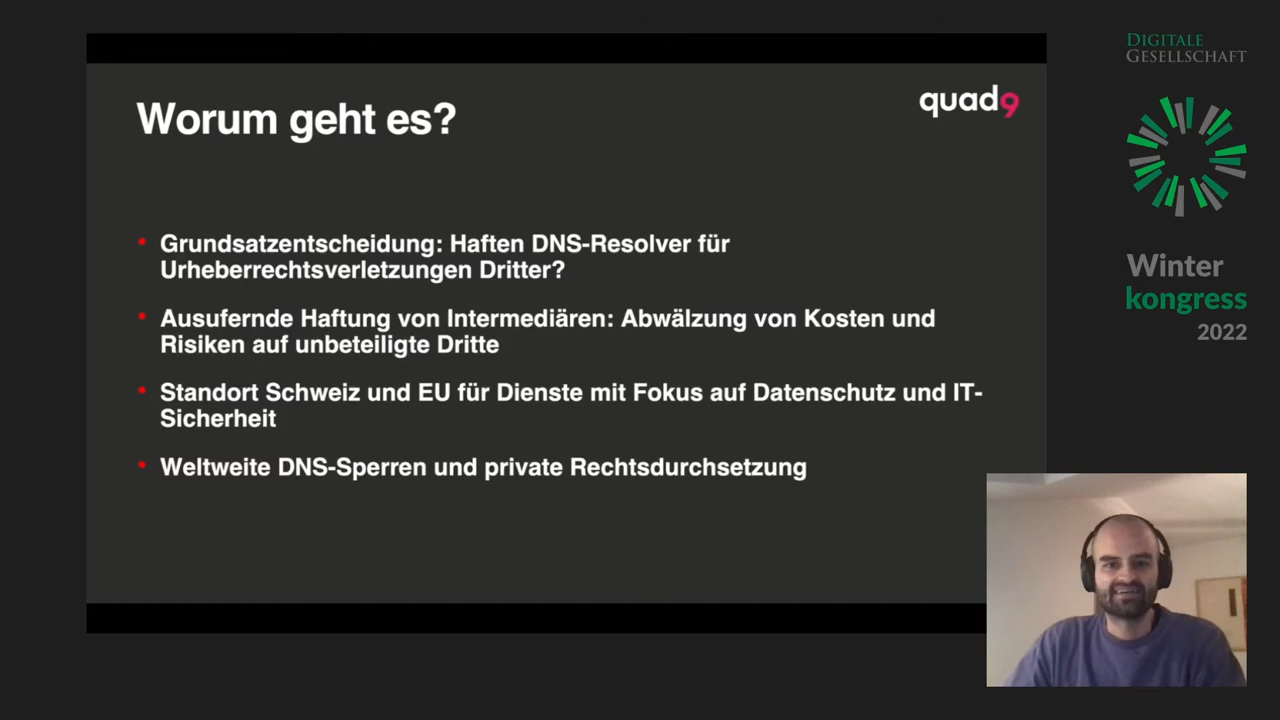 Worum geht es?
quad9
Grundsatzentscheidung: Haften DNS-Resolver für
Urheberrechtsverletzungen Dritter?
Ausufernde Haftung von Intermediären: Abwälzung von Kosten und
Risiken auf unbeteiligte Dritte
Standort Schweiz und EU für Dienste mit Fokus auf Datenschutz und IT-
Sicherheit
Weltweite DNS-Sperren und private Rechtsdurchsetzung
DIGITALE
GESELLSCHAFT
Winter
kongress
2022